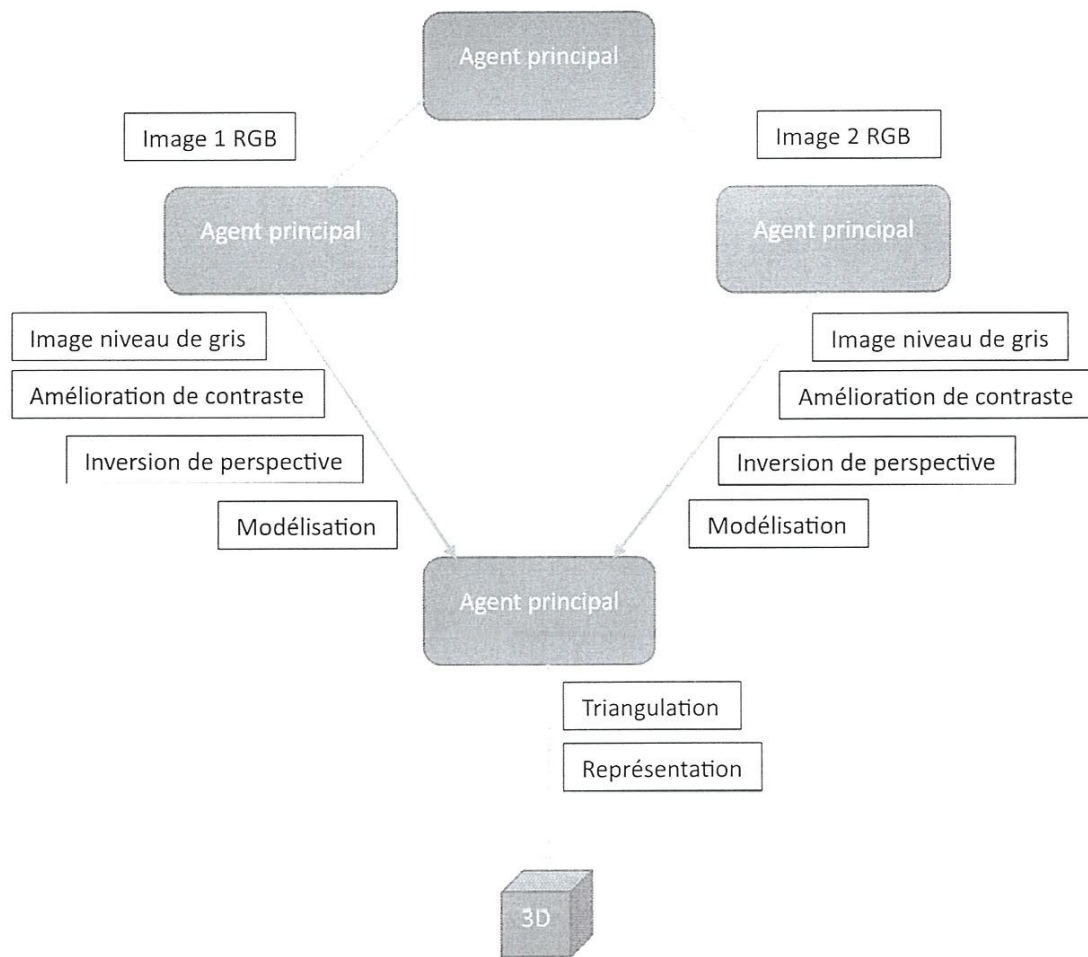 Agent principal
Image 1 RGB
Image 2 RGB
Agent principal
Agent principal
Image niveau de gris
Image niveau de gris
Amélioration de contraste
Amélioration de contraste
Inversion de perspective
Inversion de perspective
Modélisation
Modélisation
Agent principal
Triangulation
Représentation
3D